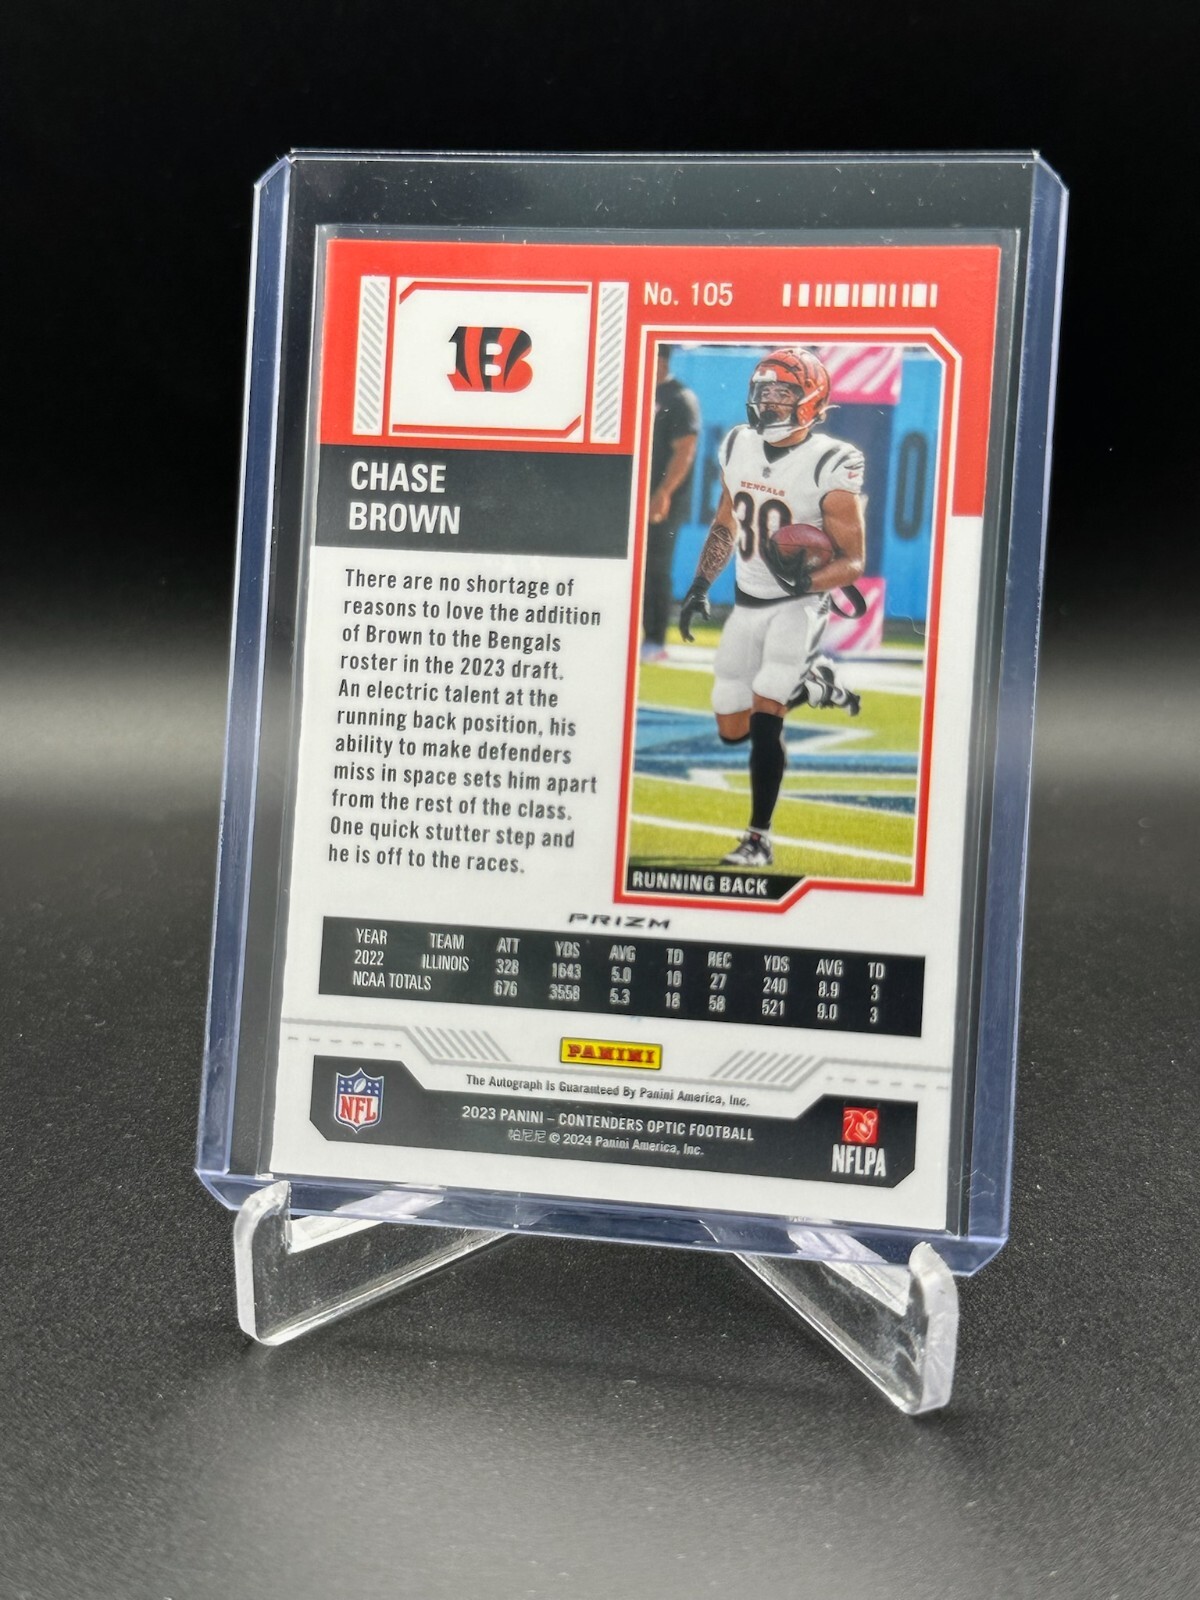 No. 105
CHASE
BROWN
There are no shortage of
reasons to love the addition
of Brown to the Bengals
roster in the 2023 draft.
An electric talent at the
running back position, his
ability to make defenders
miss in space sets him apart
from the rest of the class.
One quick stutter step and
he is off to the races.
BENGALS
30
RUNNING BACK
PRIZM
YEAR TEAM ATT YDS AVG TD REC YDS AVG TD
2022 ILLINOIS 328 1643 5.0 10 27 240 8.9 3
NCAA TOTALS 676 3558 5.3 18 58 521 9.0 3
PANINI
The Autograph Is Guaranteed By Panini America, Inc.
NFL
2023 PANINI – CONTENDERS OPTIC FOOTBALL
帕尼尼 © 2024 Panini America, Inc.
NFLPA